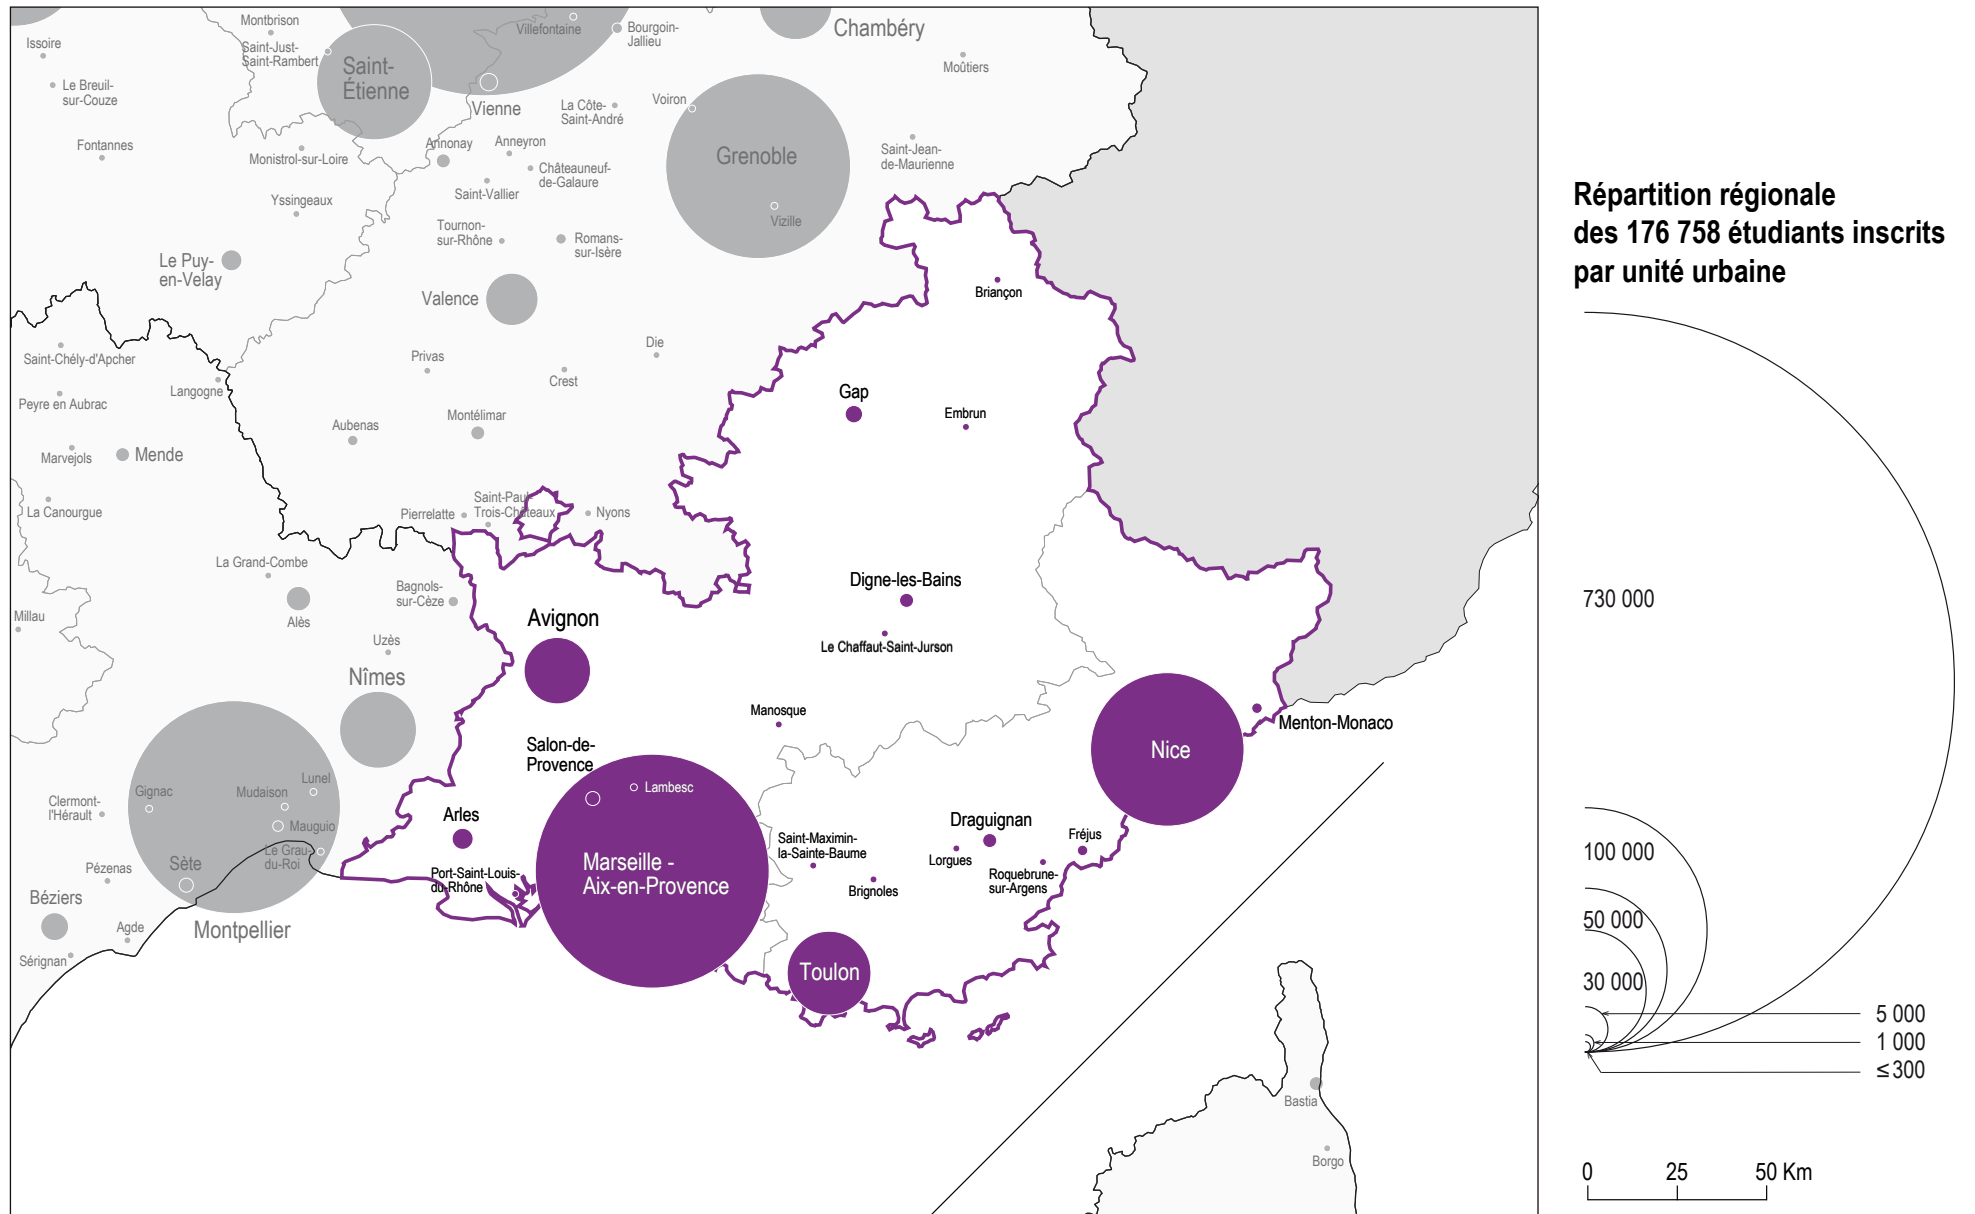 Montbrison
Villefontaine
Bourgoin-
Jallieu
Chambéry
Issoire
Saint-Just-
Saint-Rambert
Saint-
Étienne
Moûtiers
Le Breuil-
sur-Couze
Vienne
La Côte-
Saint-André
Voiron
Fontannes
Monistrol-sur-Loire
Annonay
Anneyron
Grenoble
Saint-Jean-
de-Maurienne
Châteauneuf-
de-Galaure
Saint-Vallier
Yssingeaux
Vizille
Tournon-
sur-Rhône
Romans-
sur-Isère
Le Puy-
en-Velay
Valence
Briançon
Saint-Chély-d'Apcher
Privas
Die
Crest
Langogne
Peyre en Aubrac
Gap
Embrun
Aubenas
Montélimar
Marvejols
Mende
La Canourgue
Pierrelatte
Saint-Paul-
Trois-Châteaux
Nyons
La Grand-Combe
Bagnols-
sur-Cèze
Digne-les-Bains
Millau
Alès
Avignon
Le Chaffaut-Saint-Jurson
Uzès
Nîmes
Manosque
Menton-Monaco
Nice
Salon-de-
Provence
Lambesc
Lunel
Gignac
Mudaison
Clermont-
l'Hérault
Mauguio
Arles
Draguignan
Fréjus
Saint-Maximin-
la-Sainte-Baume
Lorgues
Le Grau-
du-Roi
Sète
Pézenas
Port-Saint-Louis-
du-Rhône
Marseille -
Aix-en-Provence
Brignoles
Roquebrune-
sur-Argens
Béziers
Agde
Montpellier
Sérignan
Toulon
Bastia
Borgo
Répartition régionale
des 176 758 étudiants inscrits
par unité urbaine
730 000
100 000
50 000
30 000
5 000
1 000
≤ 300
0 25 50 Km